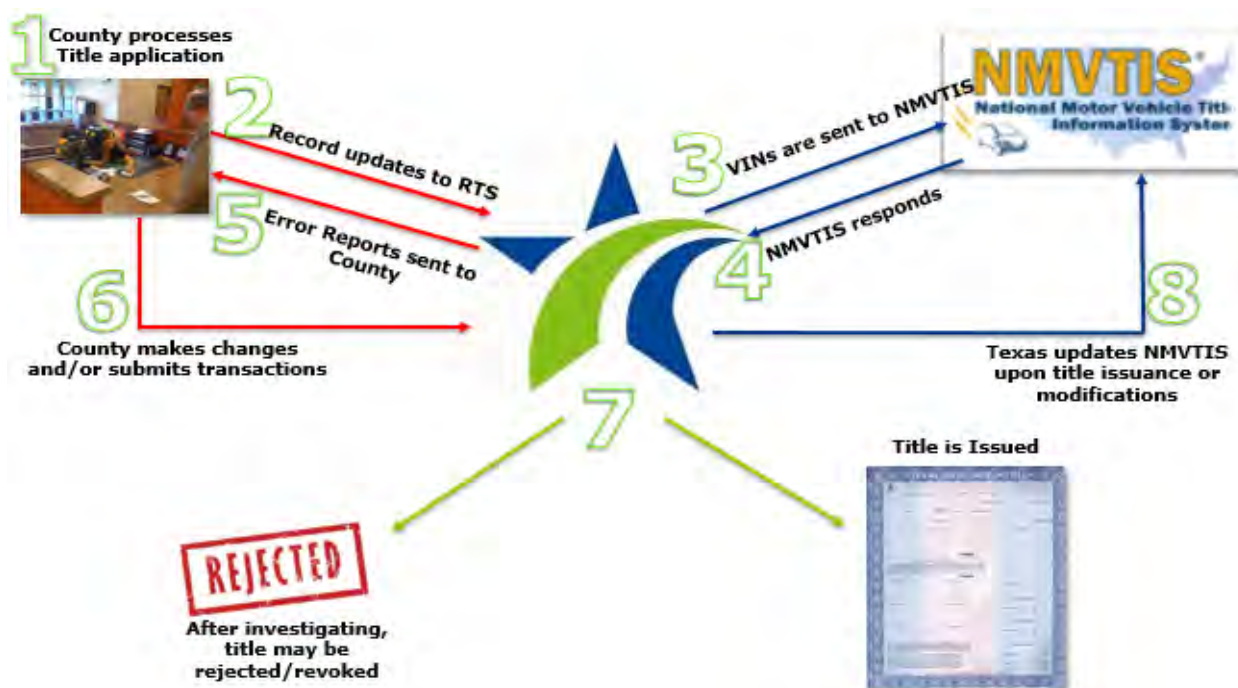 1
County processes
Title application
2
Record updates to RTS
5
Error Reports sent to
County
6
County makes changes
and/or submits transactions
3
VINs are sent to NMVTIS
4
NMVTIS responds
NMVTIS
National Motor Vehicle Titl
Information System
8
Texas updates NMVTIS
upon title issuance or
modifications
7
REJECTED
After investigating,
title may be
rejected/revoked
Title is Issued